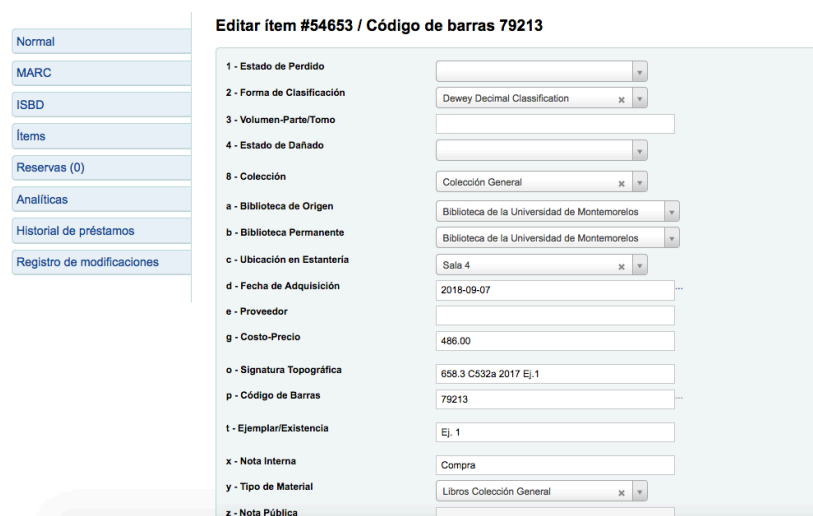 Editar ítem #54653 / Código de barras 79213
Normal
MARC
ISBD
Ítems
Reservas (0)
Analíticas
Historial de préstamos
Registro de modificaciones
1 - Estado de Perdido
2 - Forma de Clasificación
Dewey Decimal Classification
3 - Volumen-Parte/Tomo
4 - Estado de Dañado
8 - Colección
Colección General
a - Biblioteca de Origen
Biblioteca de la Universidad de Montemorelos
b - Biblioteca Permanente
Biblioteca de la Universidad de Montemorelos
c - Ubicación en Estantería
Sala 4
d - Fecha de Adquisición
2018-09-07
...
e - Proveedor
g - Costo-Precio
486.00
o - Signatura Topográfica
658.3 C532a 2017 Ej.1
p - Código de Barras
79213
...
t - Ejemplar/Existencia
Ej. 1
x - Nota Interna
Compra
y - Tipo de Material
Libros Colección General
z - Nota Pública